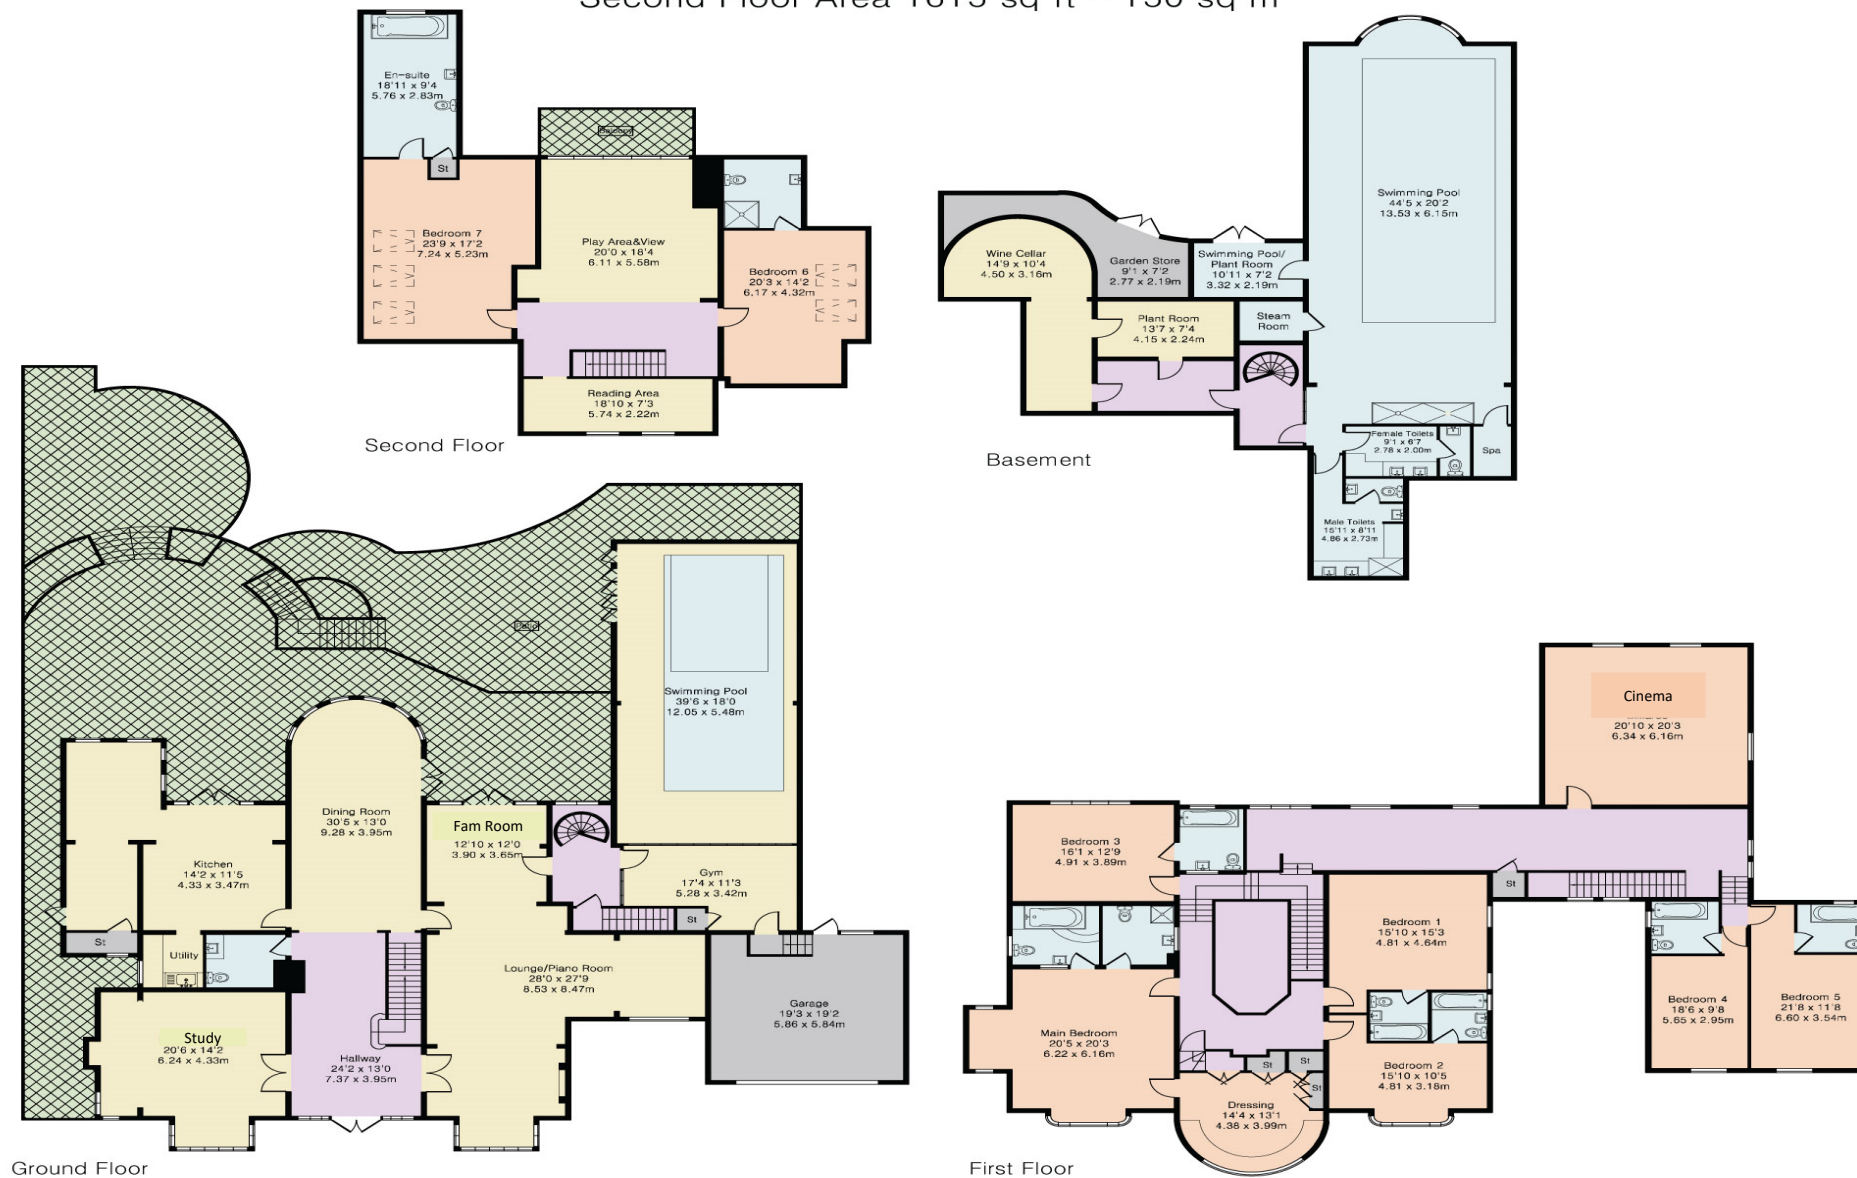 Second Floor Area 1615 sq ft - 150 sq m
En-suite
18'11 x 9'4
5.76 x 2.83m
St
Bedroom 7
23'9 x 17'2
7.24 x 5.23m
Balcony
Play Area&View
20'0 x 18'4
6.11 x 5.58m
Bedroom 6
20'3 x 14'2
6.17 x 4.32m
Reading Area
18'10 x 7'3
5.74 x 2.22m
Second Floor
Swimming Pool
44'5 x 20'2
13.53 x 6.15m
Wine Cellar
14'9 x 10'4
4.50 x 3.16m
Garden Store
9'1 x 7'2
2.77 x 2.19m
Swimming Pool/
Plant Room
10'11 x 7'2
3.32 x 2.19m
Plant Room
13'7 x 7'4
4.15 x 2.24m
Steam
Room
Female Toilets
9'1 x 6'7
2.78 x 2.00m
Spa
Male Toilets
15'11 x 8'11
4.86 x 2.73m
Basement
Patio
Swimming Pool
39'6 x 18'0
12.05 x 5.48m
Dining Room
30'5 x 13'0
9.28 x 3.95m
Fam Room
12'10 x 12'0
3.90 x 3.65m
Kitchen
14'2 x 11'5
4.33 x 3.47m
Gym
17'4 x 11'3
5.28 x 3.42m
St
St
Utility
Lounge/Piano Room
28'0 x 27'9
8.53 x 8.47m
Garage
19'3 x 19'2
5.86 x 5.84m
Study
20'6 x 14'2
6.24 x 4.33m
Hallway
24'2 x 13'0
7.37 x 3.95m
Ground Floor
Cinema
20'10 x 20'3
6.34 x 6.16m
Bedroom 3
16'1 x 12'9
4.91 x 3.89m
St
Bedroom 1
15'10 x 15'3
4.81 x 4.64m
Bedroom 4
18'6 x 9'8
5.65 x 2.95m
Bedroom 5
21'8 x 11'8
6.60 x 3.54m
Main Bedroom
20'5 x 20'3
6.22 x 6.16m
St
St
St
Bedroom 2
15'10 x 10'5
4.81 x 3.18m
Dressing
14'4 x 13'1
4.38 x 3.99m
First Floor